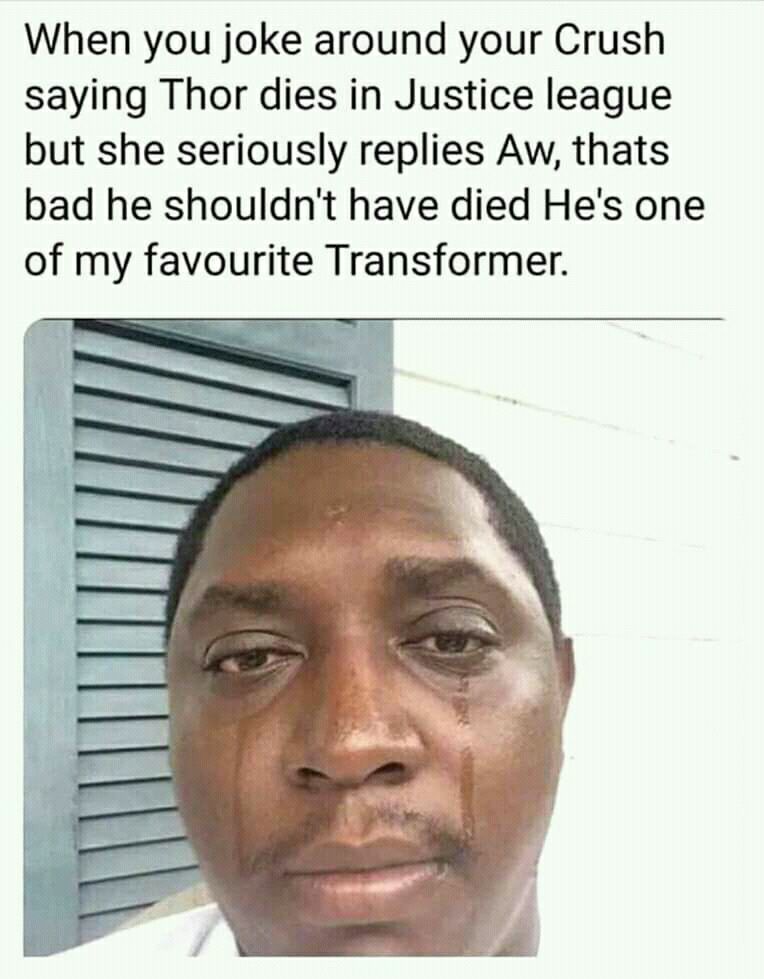 When you joke around your Crush
saying Thor dies in Justice league
but she seriously replies Aw, thats
bad he shouldn't have died He's one
of my favourite Transformer.